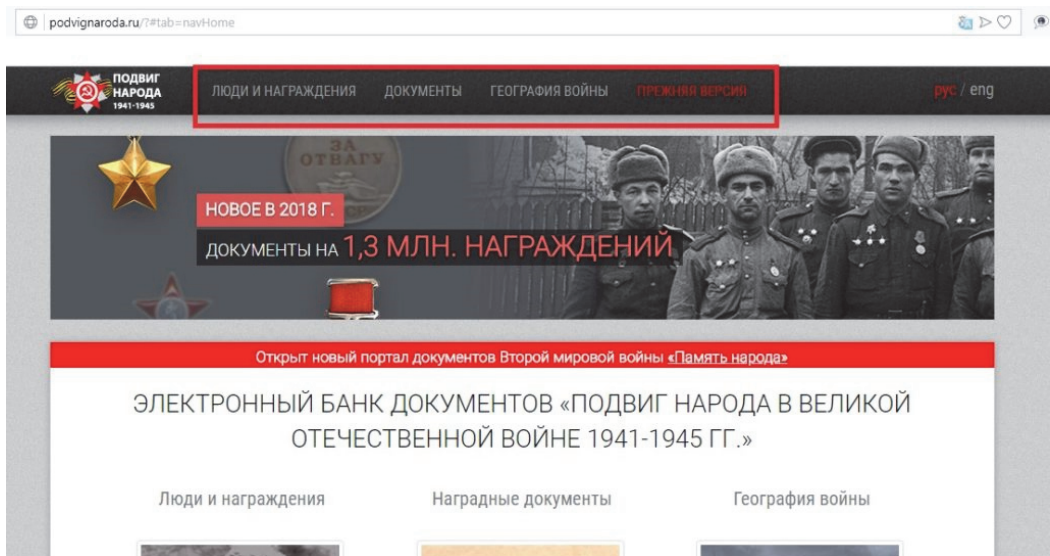 podvignaroda.ru/?#tab=navHome
ПОДВИГ
НАРОДА
1941-1945
ЛЮДИ И НАГРАЖДЕНИЯ ДОКУМЕНТЫ ГЕОГРАФИЯ ВОЙНЫ ПРЕЖНЯЯ ВЕРСИЯ
рус / eng
ЗА
ОТВАГУ
НОВОЕ В 2018 Г.
ДОКУМЕНТЫ НА 1,3 МЛН. НАГРАЖДЕНИЙ
Открыт новый портал документов Второй мировой войны «Память народа»
ЭЛЕКТРОННЫЙ БАНК ДОКУМЕНТОВ «ПОДВИГ НАРОДА В ВЕЛИКОЙ
ОТЕЧЕСТВЕННОЙ ВОЙНЕ 1941-1945 ГГ.»
Люди и награждения
Наградные документы
География войны